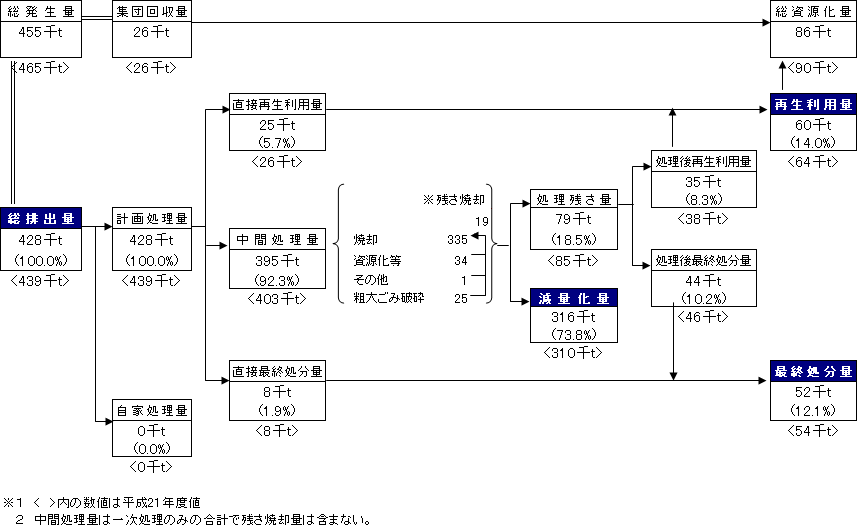 総発生量
455千t
<465千t>
集団回収量
26千t
<26千t>
総資源化量
86千t
<90千t>
直接再生利用量
25千t
(5.7%)
<26千t>
再生利用量
60千t
(14.0%)
<64千t>
処理後再生利用量
35千t
(8.3%)
<38千t>
総排出量
428千t
(100.0%)
<439千t>
計画処理量
428千t
(100.0%)
<439千t>
中間処理量
395千t
(92.3%)
<403千t>
※残さ焼却
19
焼却 335
資源化等 34
その他 1
粗大ごみ破砕 25
処理残さ量
79千t
(18.5%)
<85千t>
処理後最終処分量
44千t
(10.2%)
<46千t>
減量化量
316千t
(73.8%)
<310千t>
直接最終処分量
8千t
(1.9%)
<8千t>
最終処分量
52千t
(12.1%)
<54千t>
自家処理量
0千t
(0.0%)
<0千t>
※1 < >内の数値は平成21年度値
2 中間処理量は一次処理のみの合計で残さ焼却量は含まない。